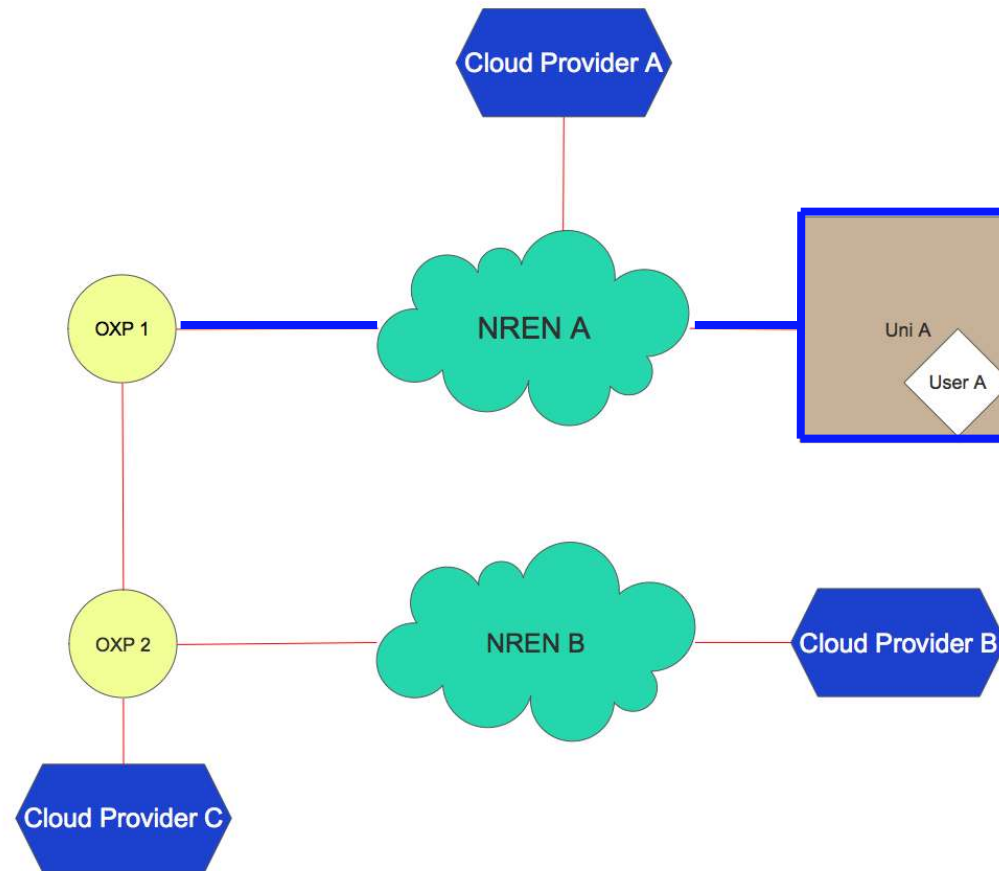 Cloud Provider A
OXP 1
NREN A
Uni A
User A
OXP 2
NREN B
Cloud Provider B
Cloud Provider C